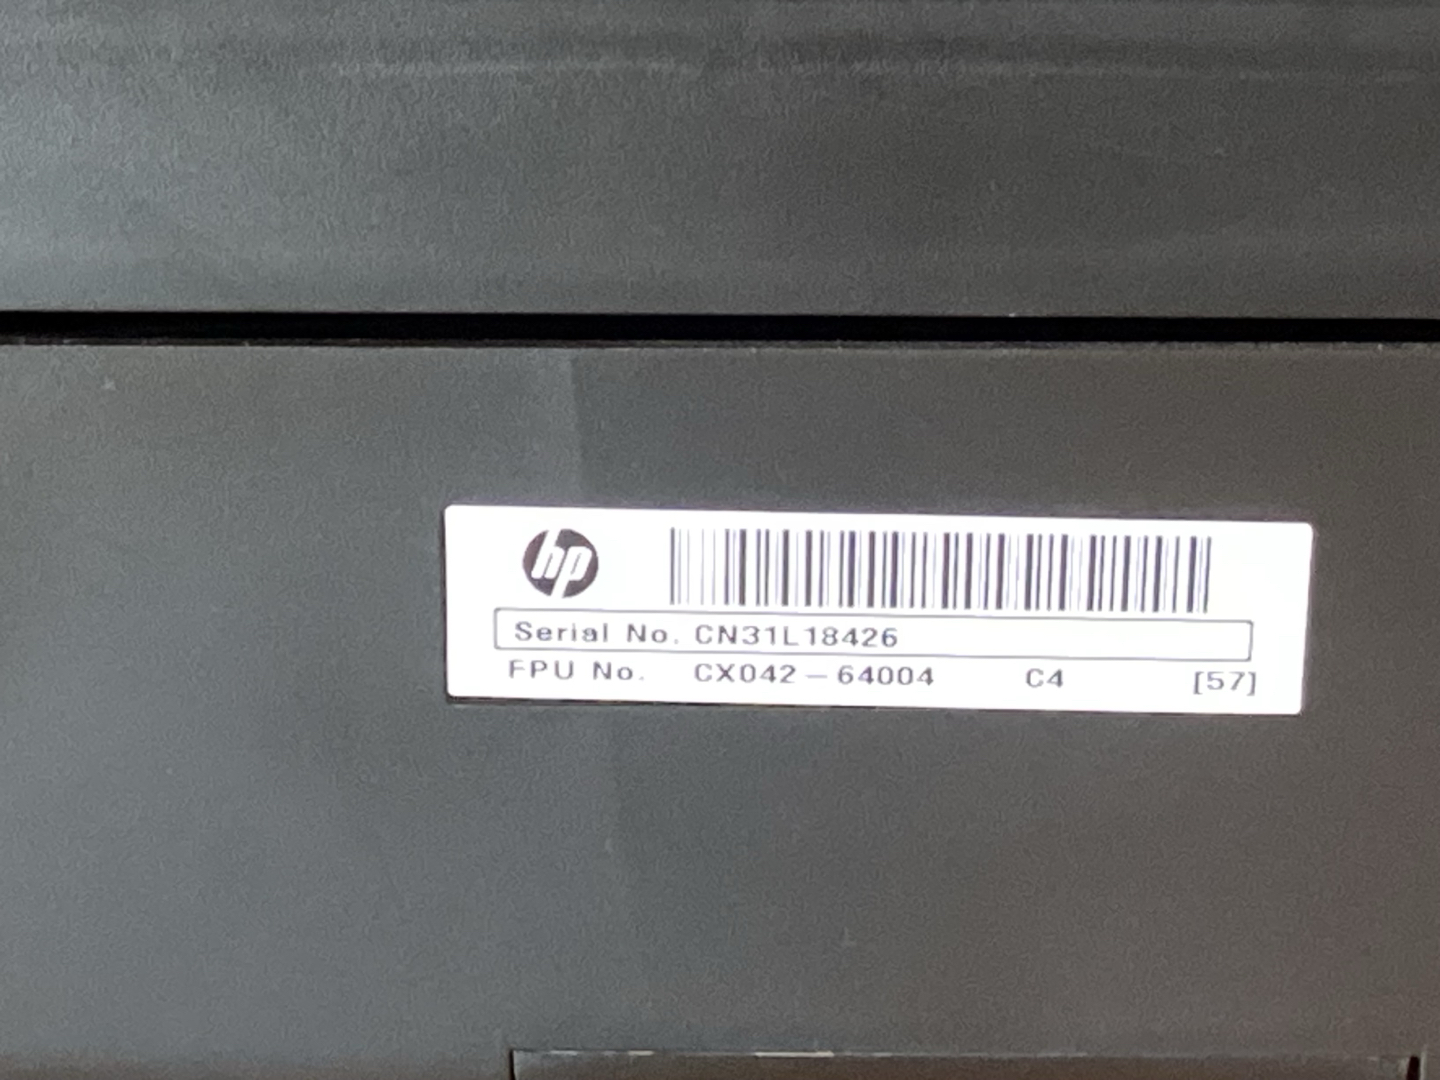 hp
Serial No. CN31L18426
FPU No. CX042-64004 C4 [57]